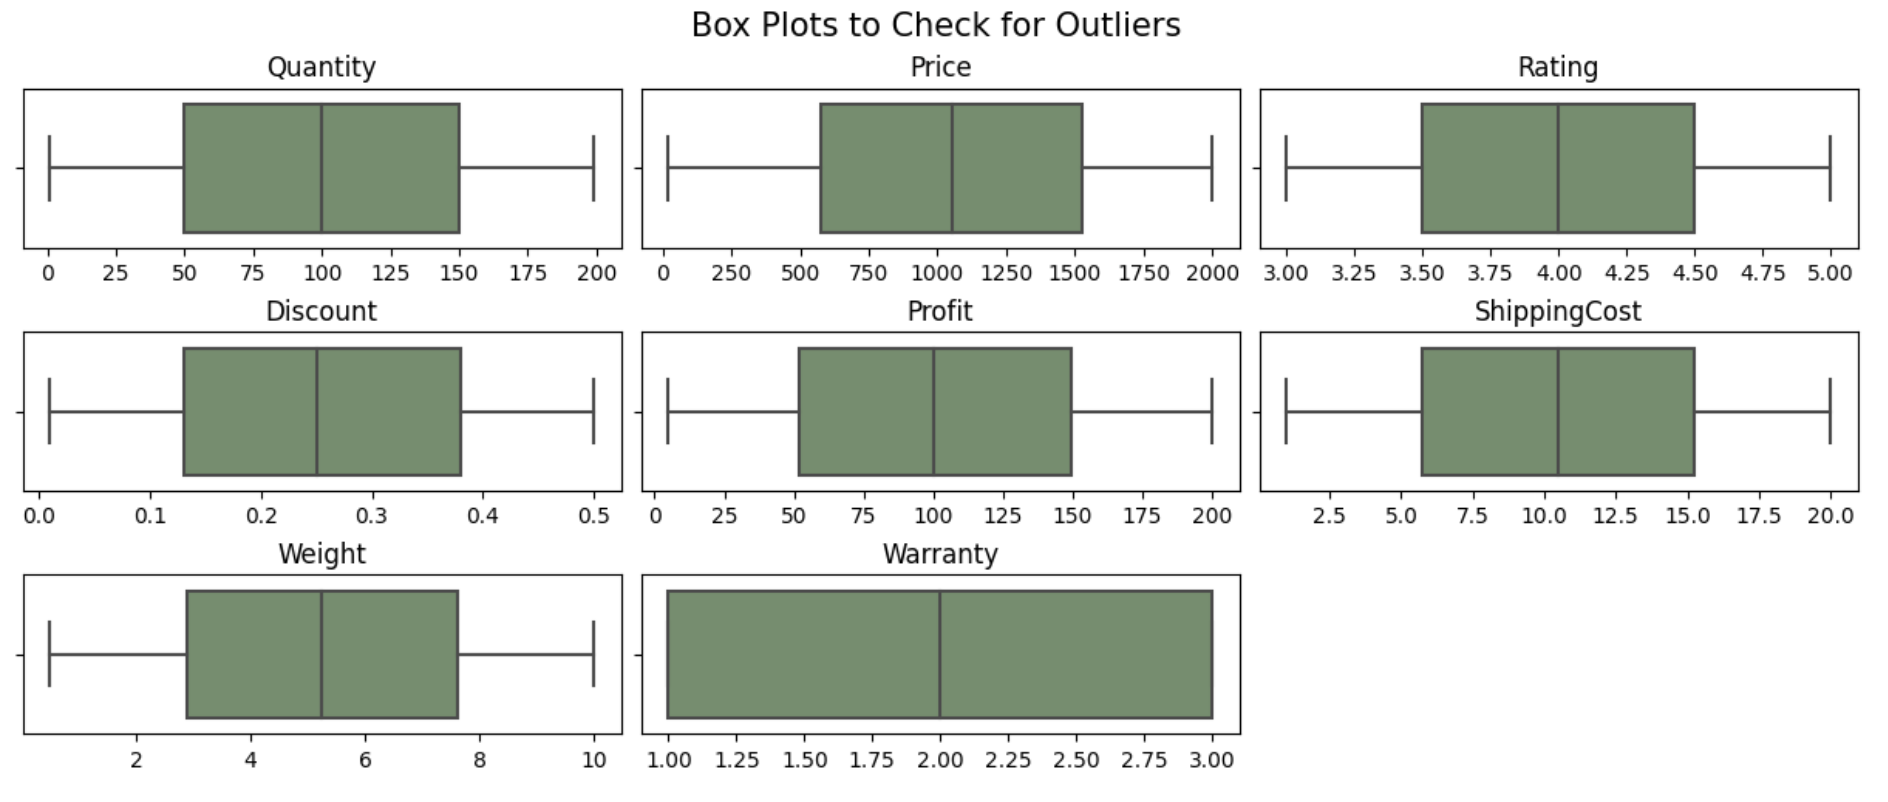 Box Plots to Check for Outliers
Quantity Price Rating
0 25 50 75 100 125 150 175 200 0 250 500 750 1000 1250 1500 1750 2000 3.00 3.25 3.50 3.75 4.00 4.25 4.50 4.75 5.00
Discount Profit ShippingCost
0.0 0.1 0.2 0.3 0.4 0.5 0 25 50 75 100 125 150 175 200 2.5 5.0 7.5 10.0 12.5 15.0 17.5 20.0
Weight Warranty
2 4 6 8 10 1.00 1.25 1.50 1.75 2.00 2.25 2.50 2.75 3.00